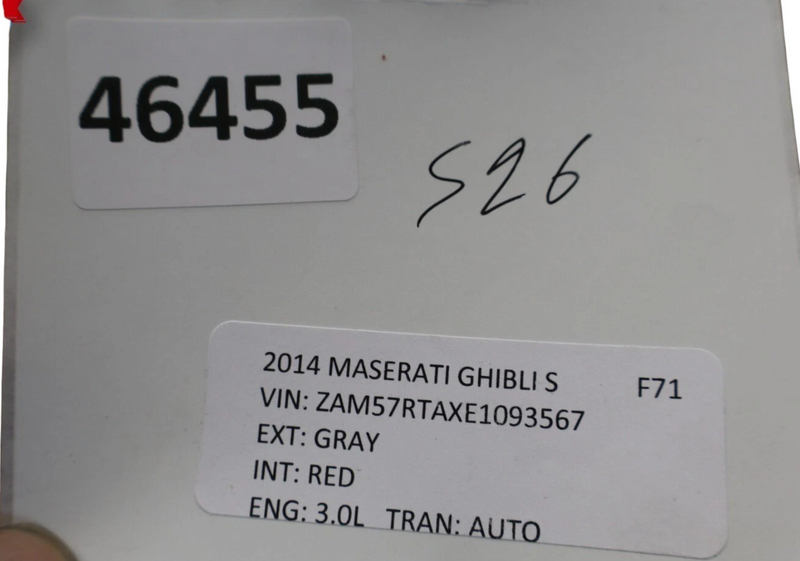 46455
S26
2014 MASERATI GHIBLI S F71
VIN: ZAM57RTAXE1093567
EXT: GRAY
INT: RED
ENG: 3.0L TRAN: AUTO